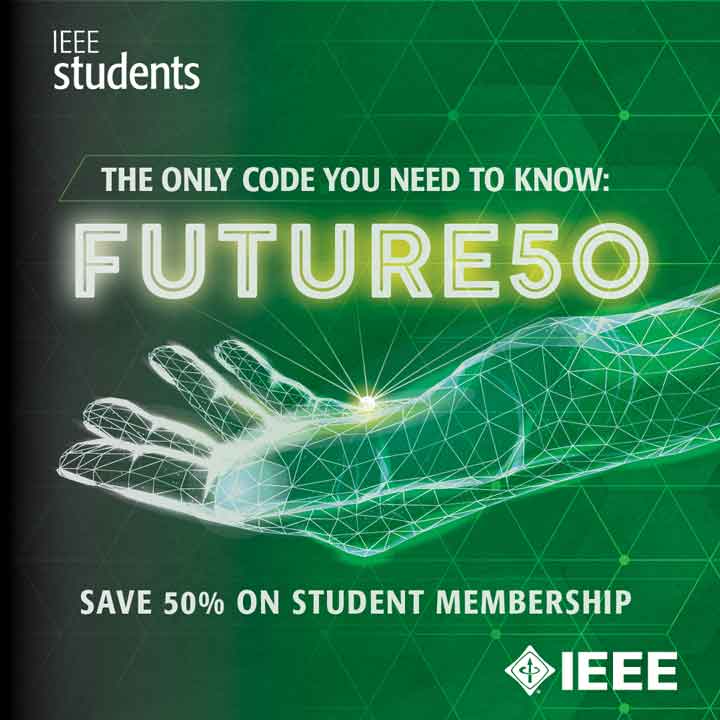 IEEE
students
THE ONLY CODE YOU NEED TO KNOW:
FUTURE50
SAVE 50% ON STUDENT MEMBERSHIP
IEEE